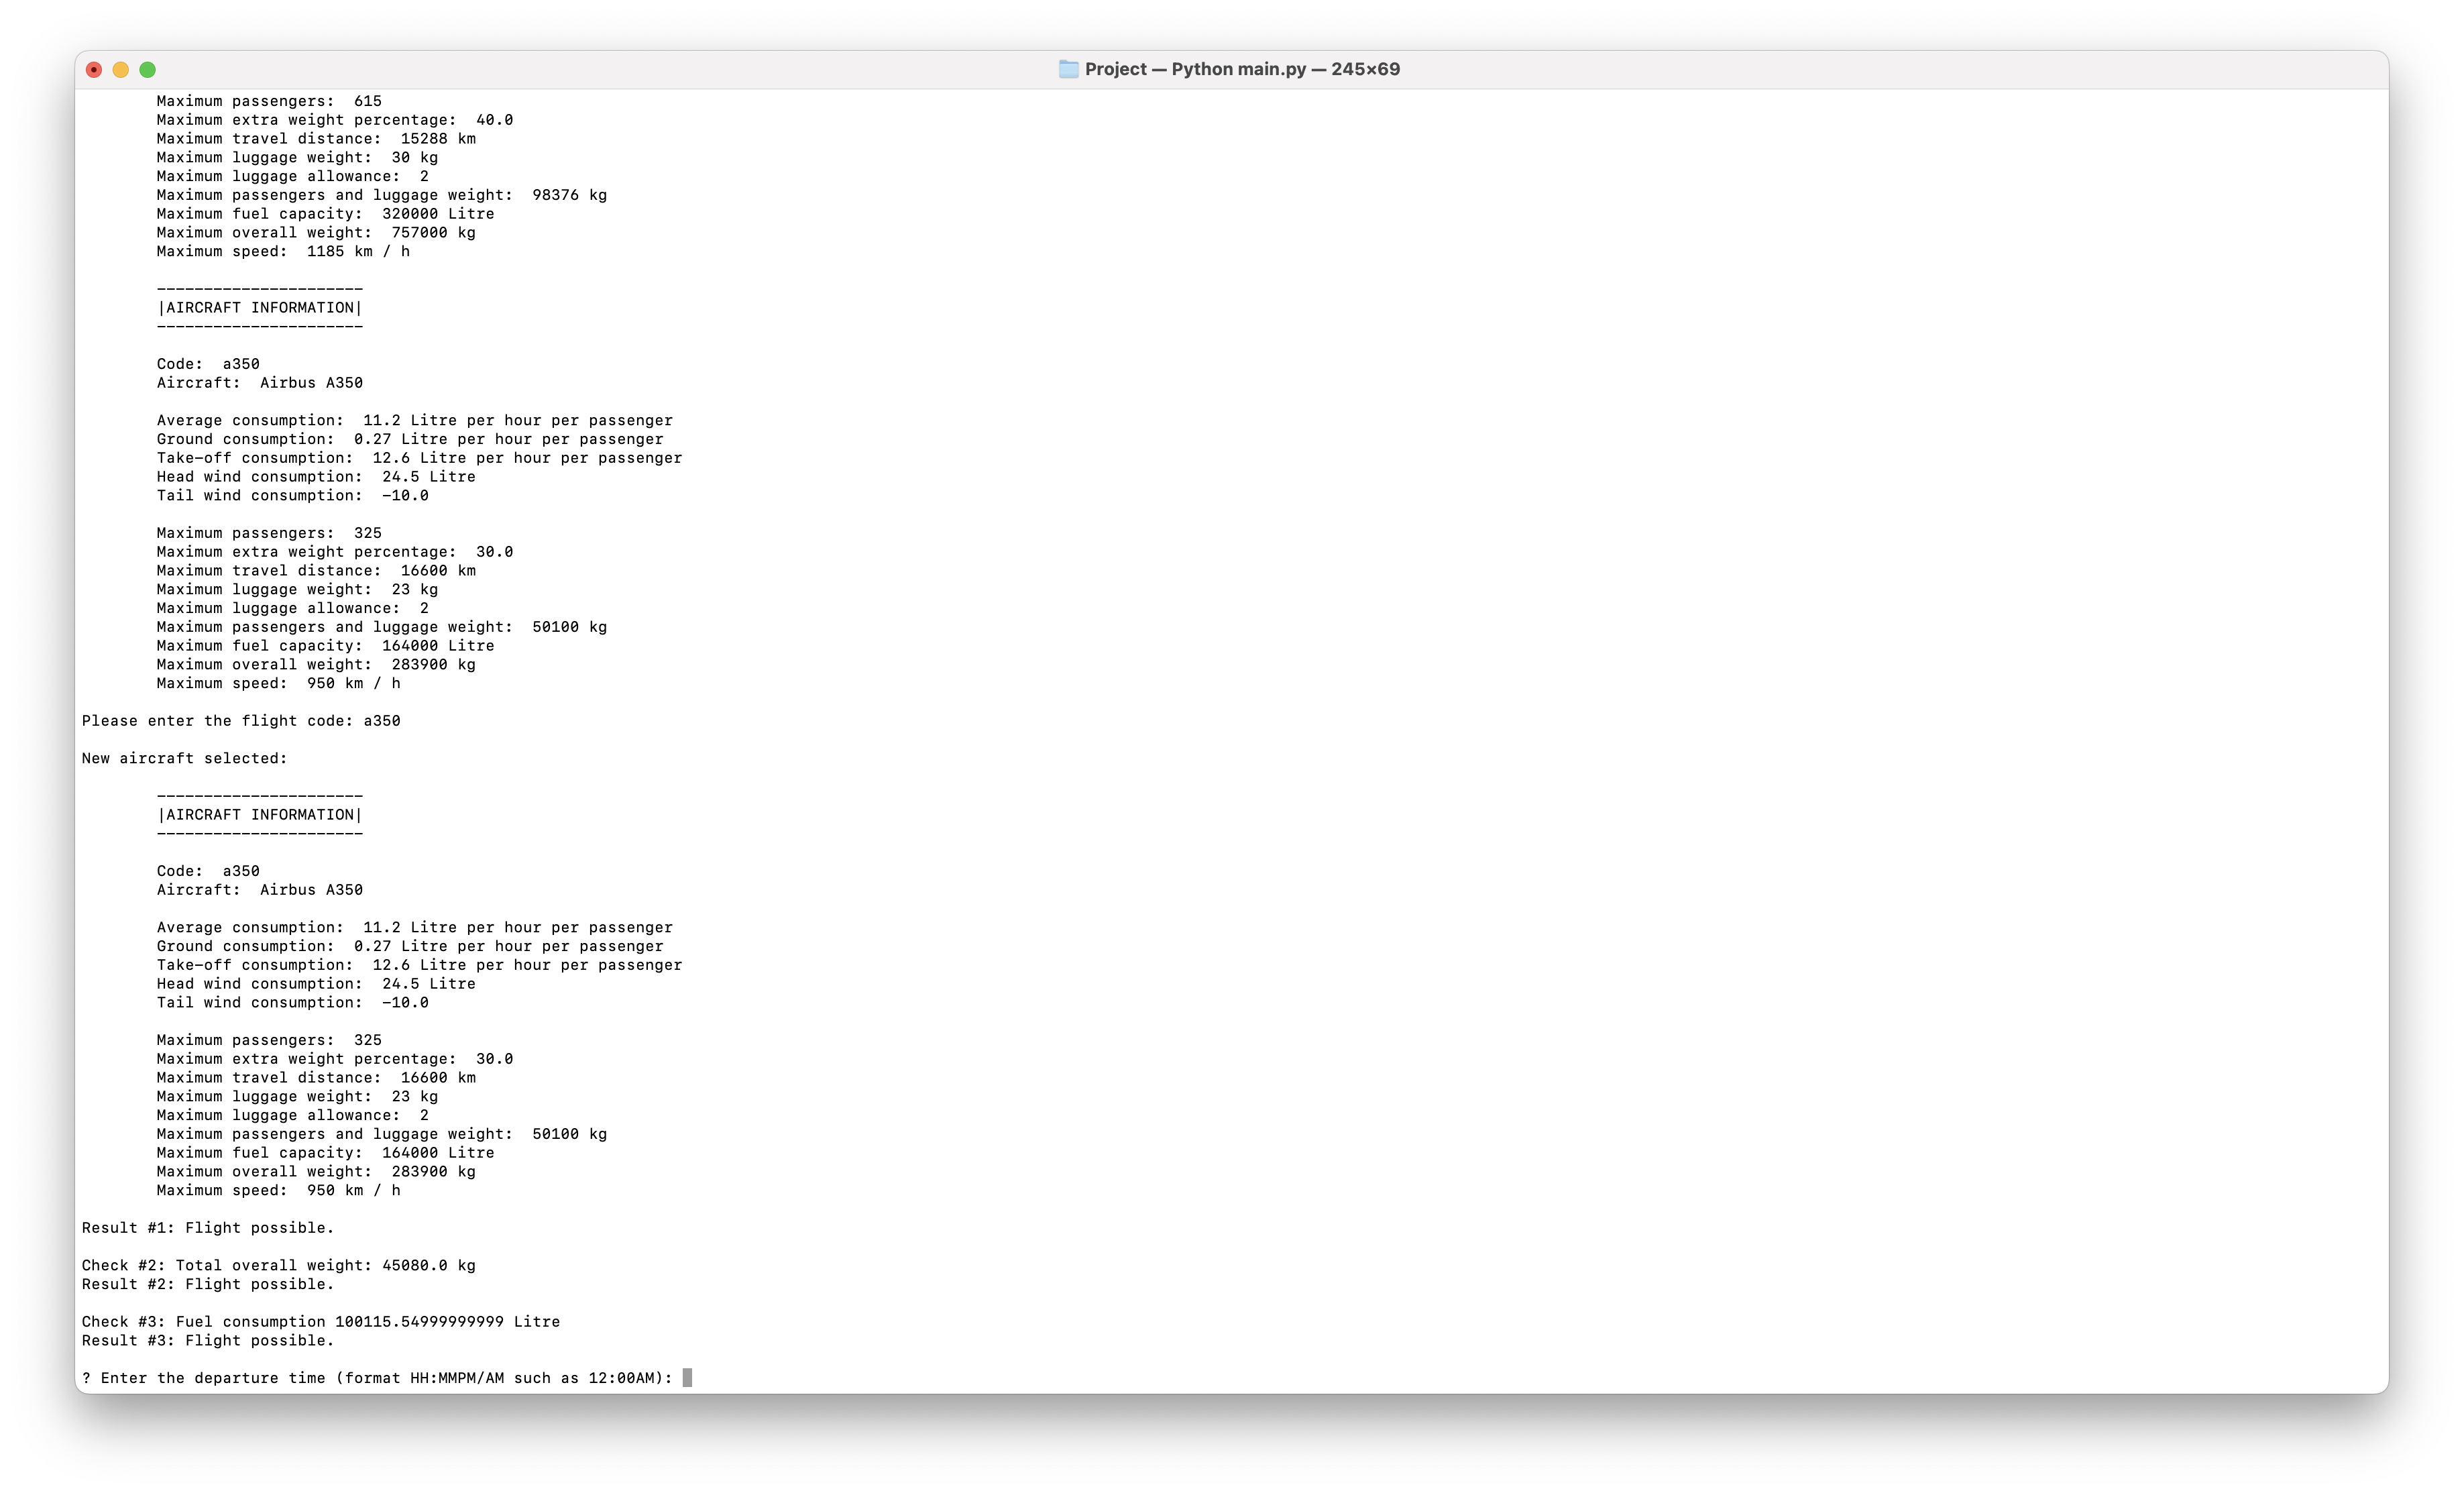 Project — Python main.py — 245×69
Maximum passengers:  615
Maximum extra weight percentage:  40.0
Maximum travel distance:  15288 km
Maximum luggage weight:  30 kg
Maximum luggage allowance:  2
Maximum passengers and luggage weight:  98376 kg
Maximum fuel capacity:  320000 Litre
Maximum overall weight:  757000 kg
Maximum speed:  1185 km / h
----------------------
|AIRCRAFT INFORMATION|
----------------------
Code:  a350
Aircraft:  Airbus A350
Average consumption:  11.2 Litre per hour per passenger
Ground consumption:  0.27 Litre per hour per passenger
Take-off consumption:  12.6 Litre per hour per passenger
Head wind consumption:  24.5 Litre
Tail wind consumption:  -10.0
Maximum passengers:  325
Maximum extra weight percentage:  30.0
Maximum travel distance:  16600 km
Maximum luggage weight:  23 kg
Maximum luggage allowance:  2
Maximum passengers and luggage weight:  50100 kg
Maximum fuel capacity:  164000 Litre
Maximum overall weight:  283900 kg
Maximum speed:  950 km / h
Please enter the flight code: a350
New aircraft selected:
----------------------
|AIRCRAFT INFORMATION|
----------------------
Code:  a350
Aircraft:  Airbus A350
Average consumption:  11.2 Litre per hour per passenger
Ground consumption:  0.27 Litre per hour per passenger
Take-off consumption:  12.6 Litre per hour per passenger
Head wind consumption:  24.5 Litre
Tail wind consumption:  -10.0
Maximum passengers:  325
Maximum extra weight percentage:  30.0
Maximum travel distance:  16600 km
Maximum luggage weight:  23 kg
Maximum luggage allowance:  2
Maximum passengers and luggage weight:  50100 kg
Maximum fuel capacity:  164000 Litre
Maximum overall weight:  283900 kg
Maximum speed:  950 km / h
Result #1: Flight possible.
Check #2: Total overall weight: 45080.0 kg
Result #2: Flight possible.
Check #3: Fuel consumption 100115.54999999999 Litre
Result #3: Flight possible.
? Enter the departure time (format HH:MMPM/AM such as 12:00AM):